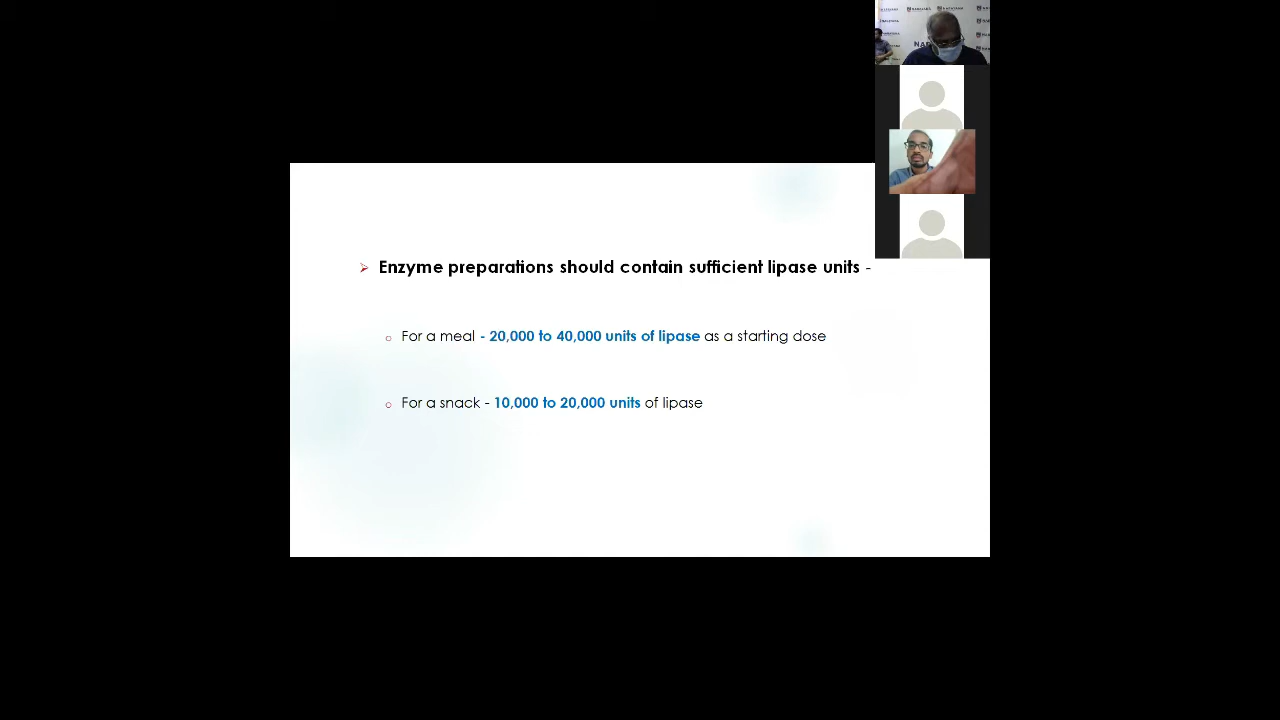 Enzyme preparations should contain sufficient lipase units -
For a meal - 20,000 to 40,000 units of lipase as a starting dose
For a snack - 10,000 to 20,000 units of lipase